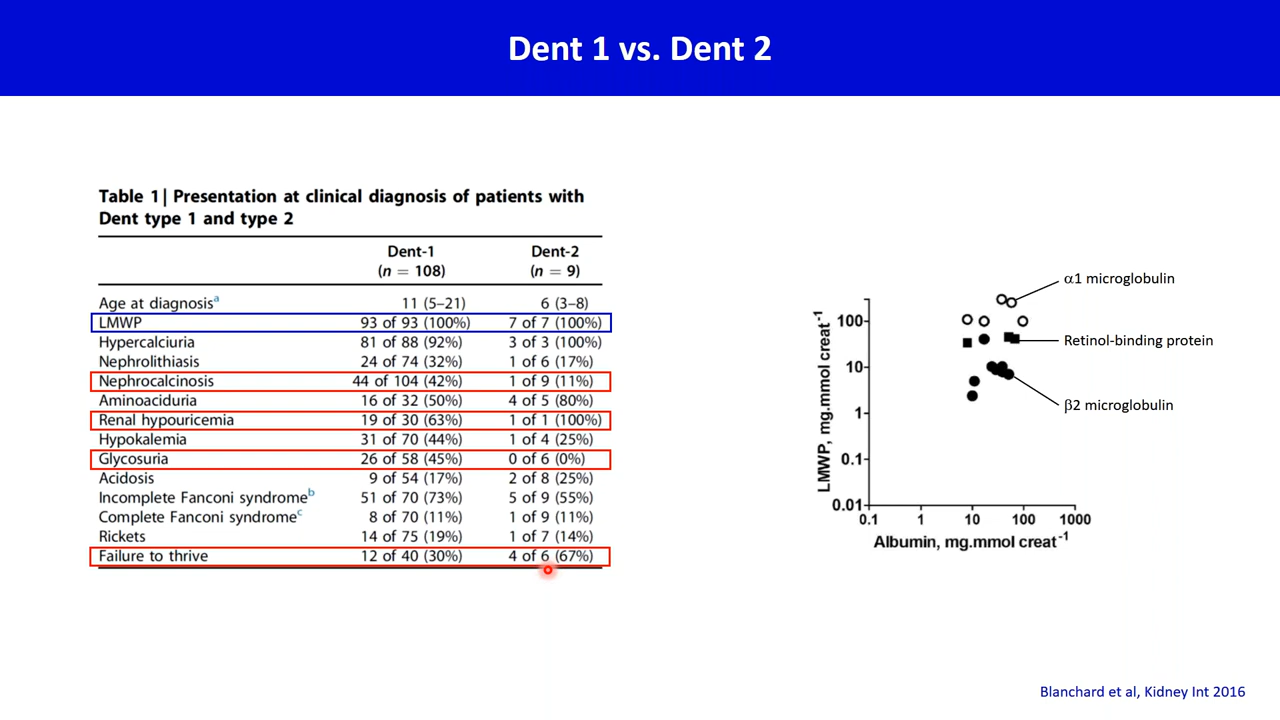 Dent 1 vs. Dent 2
Table 1| Presentation at clinical diagnosis of patients with
Dent type 1 and type 2
Dent-1 Dent-2
(n = 108) (n = 9)
Age at diagnosisᵃ 11 (5–21) 6 (3–8)
LMWP 93 of 93 (100%) 7 of 7 (100%)
Hypercalciuria 81 of 88 (92%) 3 of 3 (100%)
Nephrolithiasis 24 of 74 (32%) 1 of 6 (17%)
Nephrocalcinosis 44 of 104 (42%) 1 of 9 (11%)
Aminoaciduria 16 of 32 (50%) 4 of 5 (80%)
Renal hypouricemia 19 of 30 (63%) 1 of 1 (100%)
Hypokalemia 31 of 70 (44%) 1 of 4 (25%)
Glycosuria 26 of 58 (45%) 0 of 6 (0%)
Acidosis 9 of 54 (17%) 2 of 8 (25%)
Incomplete Fanconi syndromeᵇ 51 of 70 (73%) 5 of 9 (55%)
Complete Fanconi syndromeᶜ 8 of 70 (11%) 1 of 9 (11%)
Rickets 14 of 75 (19%) 1 of 7 (14%)
Failure to thrive 12 of 40 (30%) 4 of 6 (67%)
LMWP, mg.mmol creat⁻¹
100
10
1
0.1
0.01
0.1 1 10 100 1000
Albumin, mg.mmol creat⁻¹
α1 microglobulin
Retinol-binding protein
β2 microglobulin
Blanchard et al, Kidney Int 2016